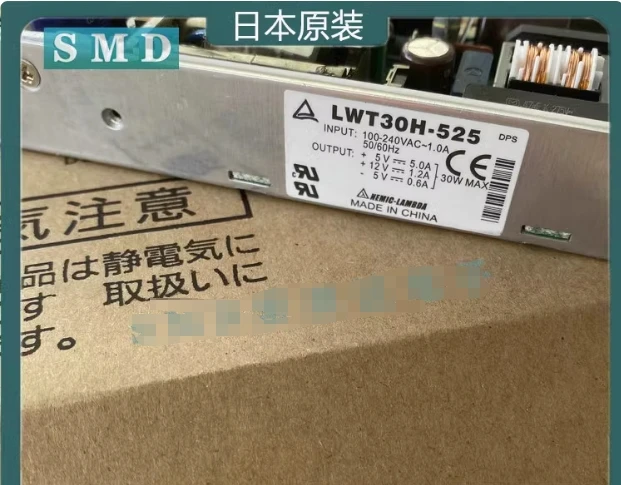 日本原装
SMD
LWT30H-525 DPS
INPUT: 100-240VAC~1.0A
50/60Hz
OUTPUT: + 5V 5.0A
+ 12V 1.2A
- 5V 0.6A
30W MAX
CE
NEMIC-LAMBDA
MADE IN CHINA
気注意
品は静電気に
す 取扱いに
す。